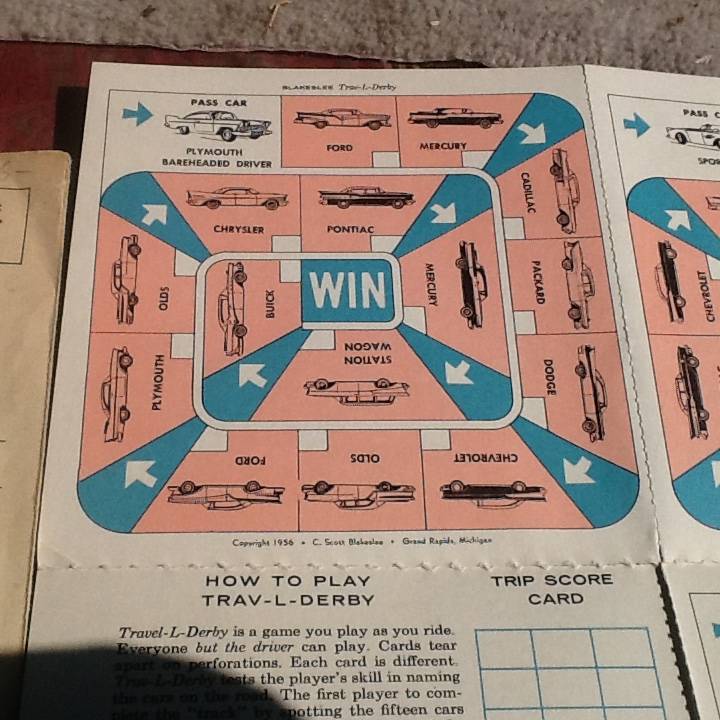 BLAKESLEE Trav-L-Derby
PASS CAR
PLYMOUTH
BAREHEADED DRIVER
FORD
MERCURY
CADILLAC
PACKARD
DODGE
CHEVROLET
OLDS
FORD
PLYMOUTH
OLDS
CHRYSLER
PONTIAC
MERCURY
STATION
WAGON
BUICK
WIN
Copyright 1956 • C. Scott Blakeslee • Grand Rapids, Michigan
PASS
SPOR
CHEVROLET
HOW TO PLAY
TRAV-L-DERBY
Travel-L-Derby is a game you play as you ride.
Everyone but the driver can play. Cards tear
apart on perforations. Each card is different.
Trav-L-Derby tests the player's skill in naming
the cars on the road. The first player to com-
plete the "track" by spotting the fifteen cars
TRIP SCORE
CARD